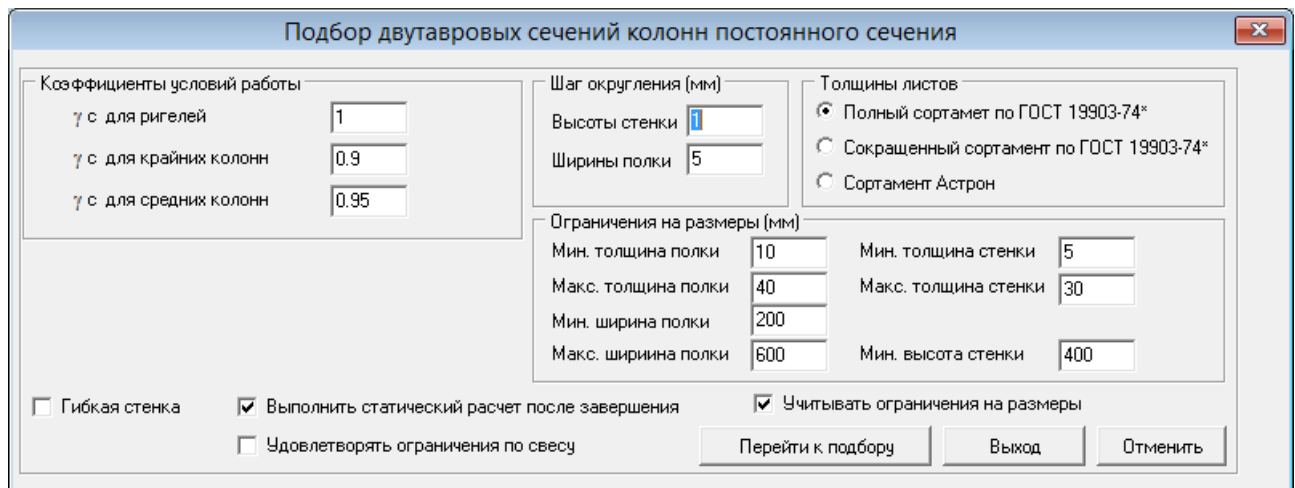 Подбор двутавровых сечений колонн постоянного сечения
Коэффициенты условий работы
γ с для ригелей 1
γ с для крайних колонн 0.9
γ с для средних колонн 0.95
Шаг округления (мм)
Высоты стенки 1
Ширины полки 5
Толщины листов
Полный сортамет по ГОСТ 19903-74*
Сокращенный сортамент по ГОСТ 19903-74*
Сортамент Астрон
Ограничения на размеры (мм)
Мин. толщина полки 10 Мин. толщина стенки 5
Макс. толщина полки 40 Макс. толщина стенки 30
Мин. ширина полки 200
Макс. шириина полки 600 Мин. высота стенки 400
Гибкая стенка Выполнить статический расчет после завершения Учитывать ограничения на размеры
Удовлетворять ограничения по свесу Перейти к подбору Выход Отменить